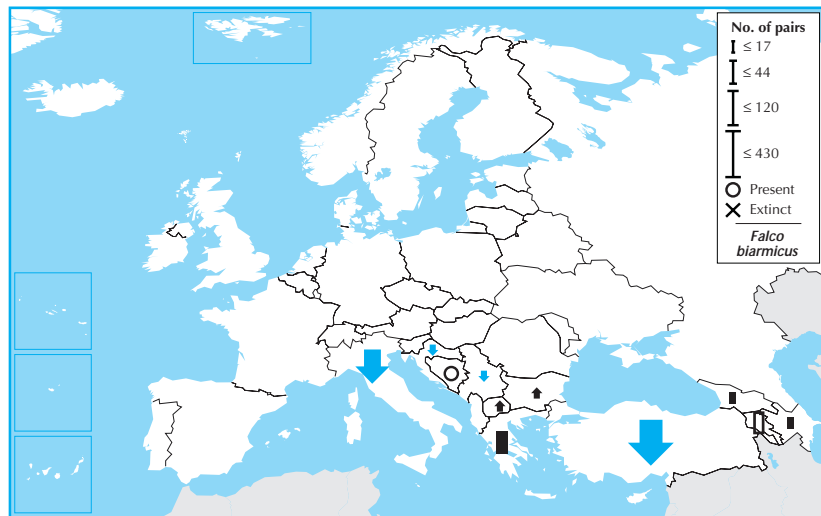 No. of pairs
≤ 17
≤ 44
≤ 120
≤ 430
Present
Extinct
Falco
biarmicus